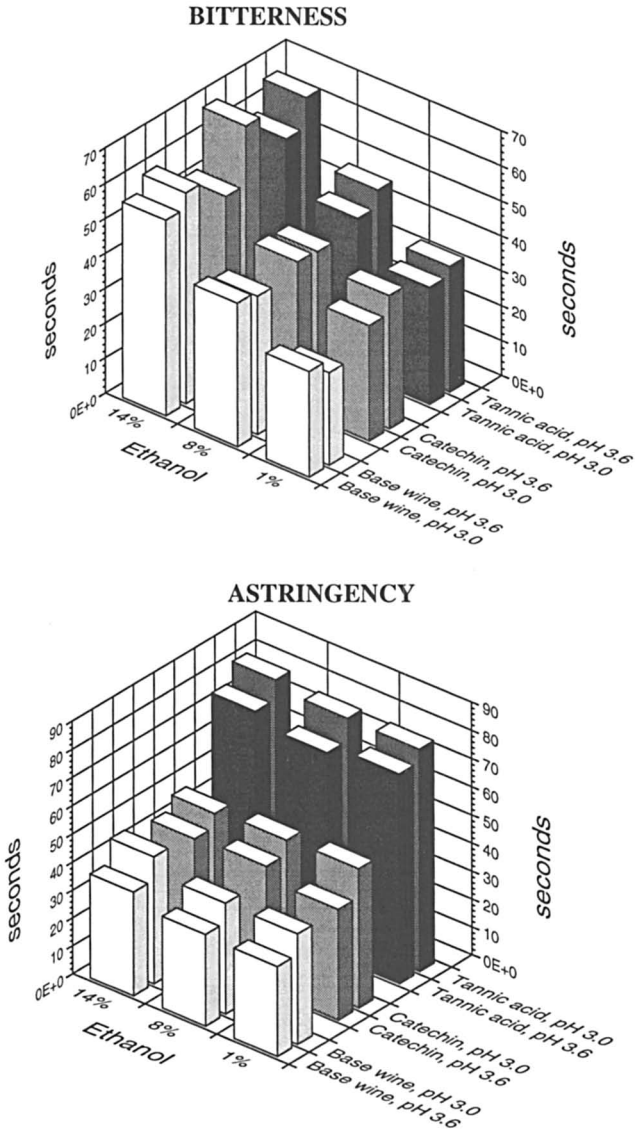 BITTERNESS
70
60
50
40
30
20
10
0E+0
seconds
70
60
50
40
30
20
10
0E+0
seconds
14%
8%
1%
Ethanol
Tannic acid, pH 3.6
Tannic acid, pH 3.0
Catechin, pH 3.6
Catechin, pH 3.0
Base wine, pH 3.6
Base wine, pH 3.0
ASTRINGENCY
90
80
70
60
50
40
30
20
10
0E+0
seconds
90
80
70
60
50
40
30
20
10
0E+0
seconds
14%
8%
1%
Ethanol
Tannic acid, pH 3.0
Tannic acid, pH 3.6
Catechin, pH 3.0
Catechin, pH 3.6
Base wine, pH 3.0
Base wine, pH 3.6